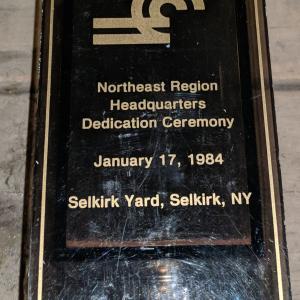 Northeast Region
Headquarters
Dedication Ceremony
January 17, 1984
Selkirk Yard, Selkirk, NY